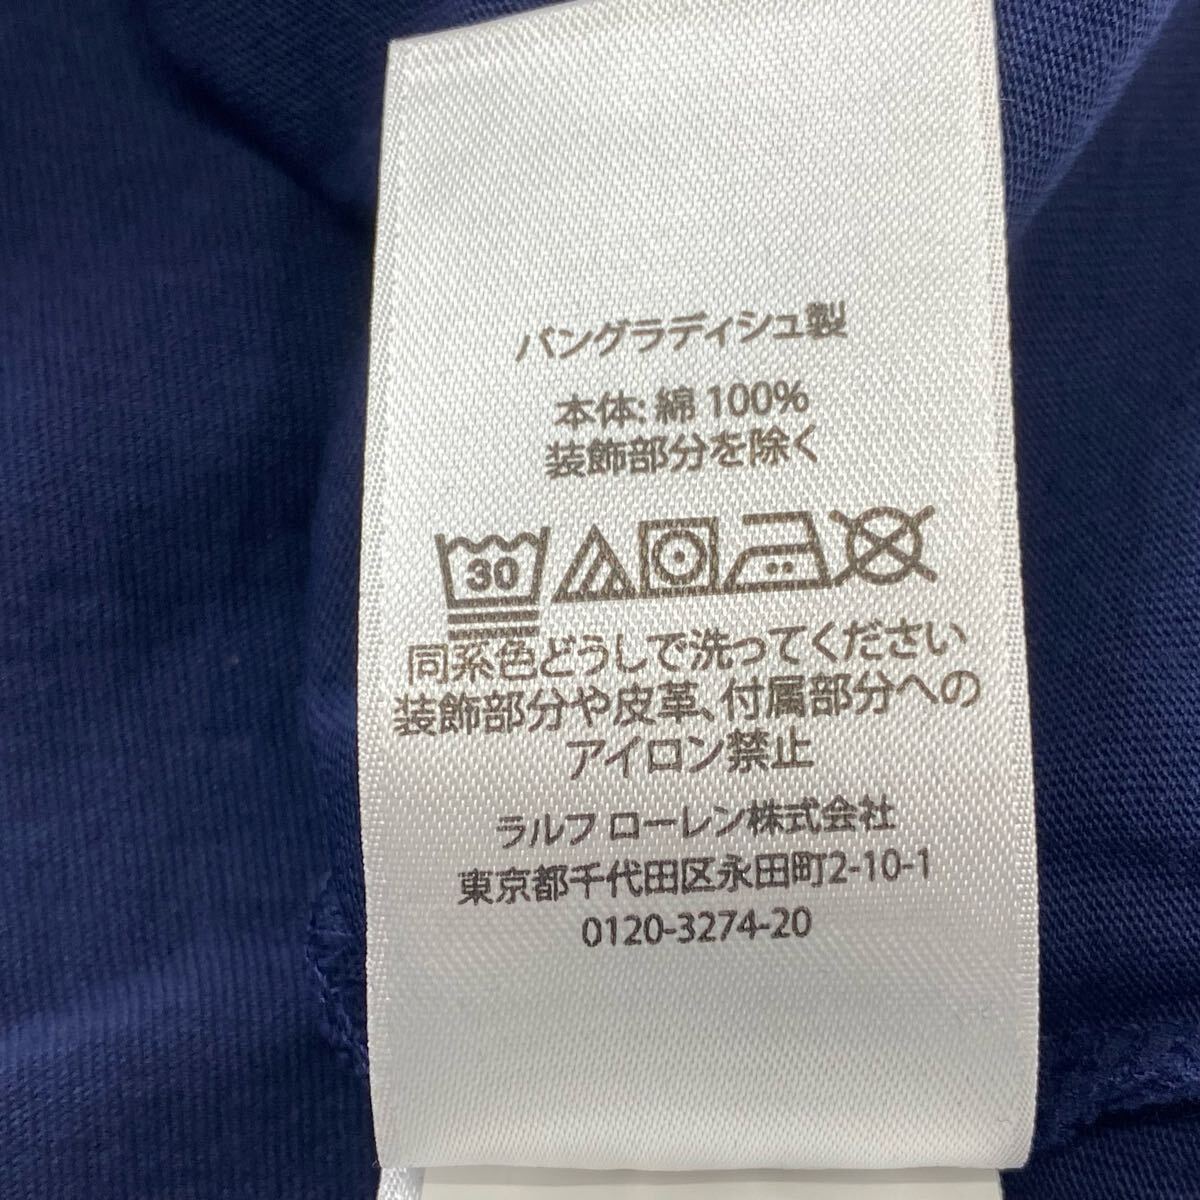 バングラディシュ製
本体: 綿 100%
装飾部分を除く
30
同系色どうしで洗ってください
装飾部分や皮革、付属部分への
アイロン禁止
ラルフ ローレン株式会社
東京都千代田区永田町2-10-1
0120-3274-20